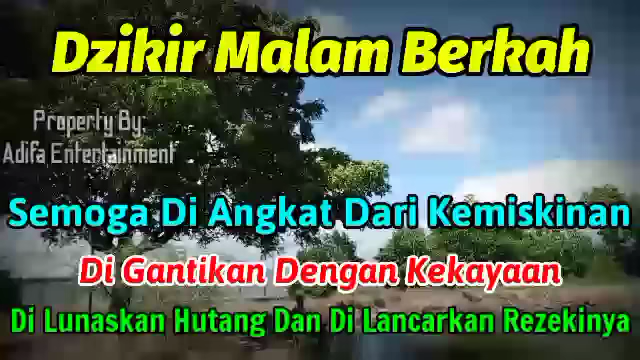 Dzikir Malam Berkah
Property By:
Adifa Entertainment
Semoga Di Angkat Dari Kemiskinan
Di Gantikan Dengan Kekayaan
Di Lunaskan Hutang Dan Di Lancarkan Rezekinya